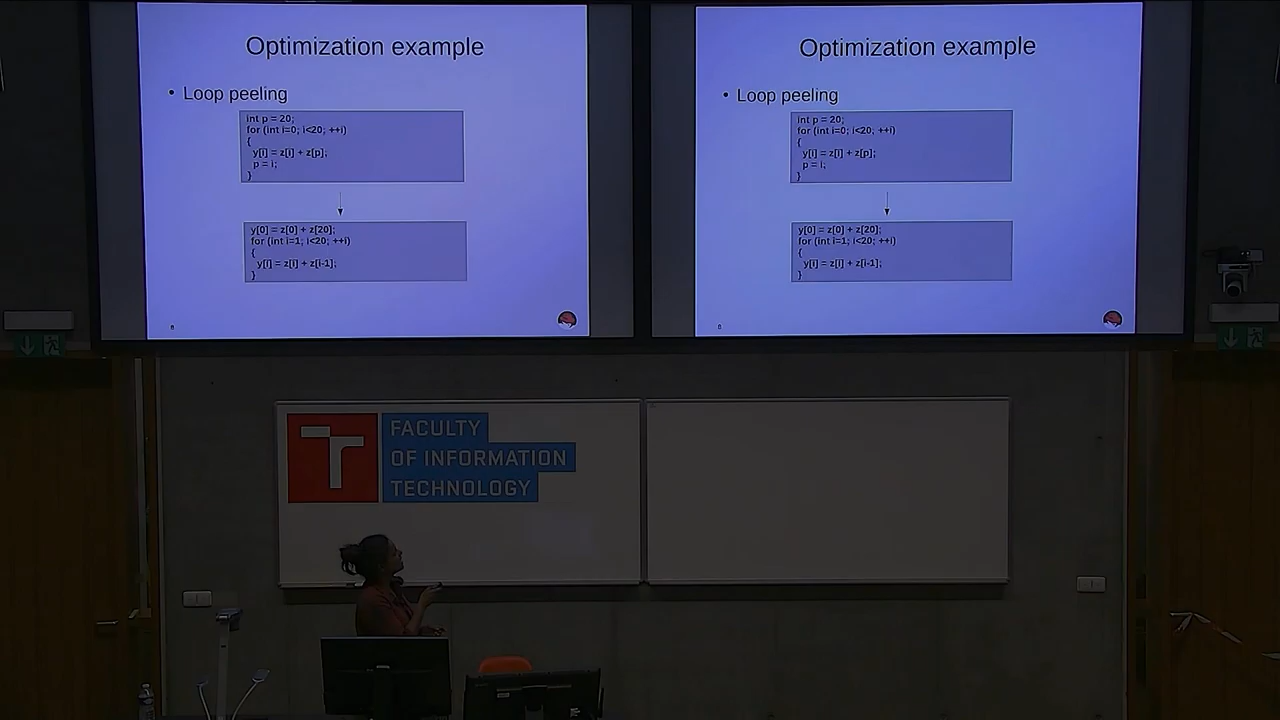 Optimization example
• Loop peeling
int p = 20;
for (int i=0; i<20; ++i)
{
y[i] = z[i] + z[p];
p = i;
}
y[0] = z[0] + z[20];
for (int i=1; i<20; ++i)
{
y[i] = z[i] + z[i-1];
}
8
Optimization example
• Loop peeling
int p = 20;
for (int i=0; i<20; ++i)
{
y[i] = z[i] + z[p];
p = i;
}
y[0] = z[0] + z[20];
for (int i=1; i<20; ++i)
{
y[i] = z[i] + z[i-1];
}
8
T
FACULTY
OF INFORMATION
TECHNOLOGY